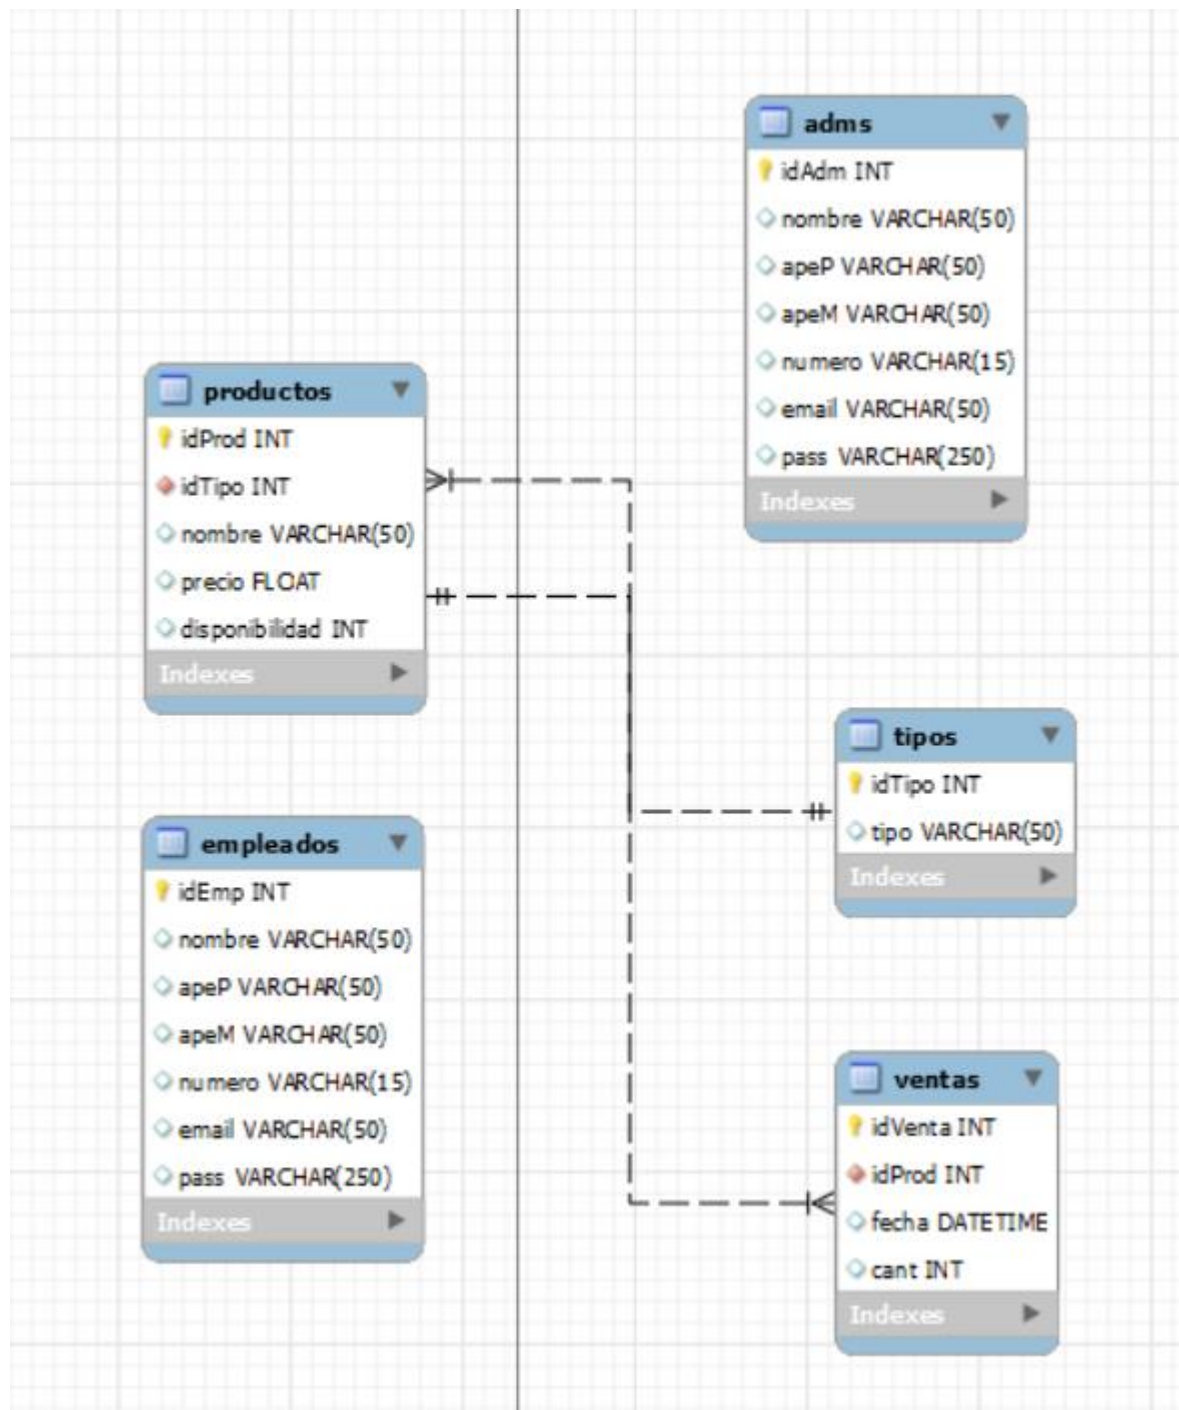 adms
idAdm INT
nombre VARCHAR(50)
apeP VARCHAR(50)
apeM VARCHAR(50)
numero VARCHAR(15)
email VARCHAR(50)
pass VARCHAR(250)
Indexes
productos
idProd INT
idTipo INT
nombre VARCHAR(50)
precio FLOAT
disponibilidad INT
Indexes
tipos
idTipo INT
tipo VARCHAR(50)
Indexes
empleados
idEmp INT
nombre VARCHAR(50)
apeP VARCHAR(50)
apeM VARCHAR(50)
numero VARCHAR(15)
email VARCHAR(50)
pass VARCHAR(250)
Indexes
ventas
idVenta INT
idProd INT
fecha DATETIME
cant INT
Indexes